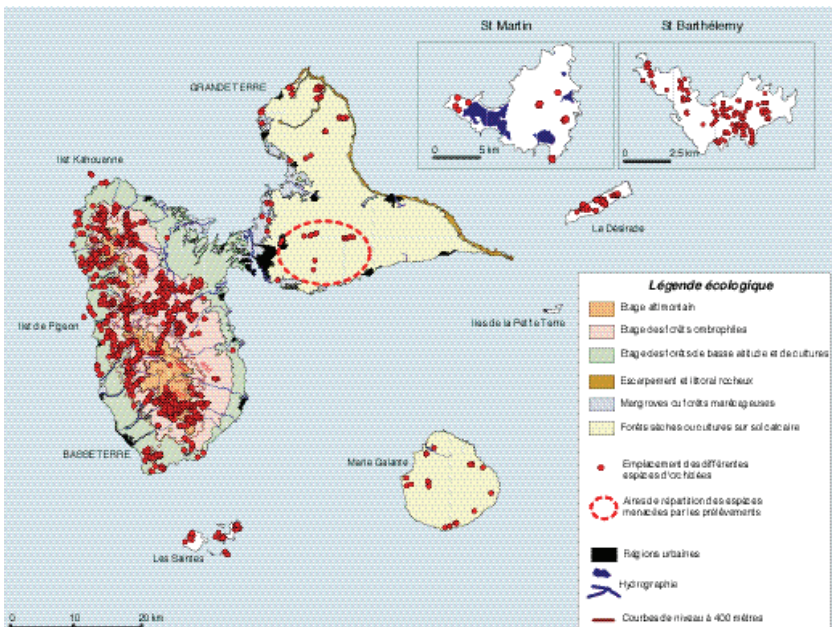 St Martin
St Barthélemy
GRANDE TERRE
Ilet Kahouanne
0 5 km
0 2,5 km
La Désirade
Ilet de Pigeon
Iles de la Petite Terre
BASSE TERRE
Marie Galante
Les Saintes
0 10 20 km
Légende écologique
Etage altimontain
Etage des forêts ombrophiles
Etage des forêts de basse altitude et de cultures
Escarpement et littoral rocheux
Mangroves ou forêts marécageuses
Forêts sèches ou cultures sur sol calcaire
Emplacement des différentes
espèces d'orchidées
Aires de répartition des espèces
menacées par les prélèvements
Régions urbaines
Hydrographie
Courbes de niveau à 400 mètres